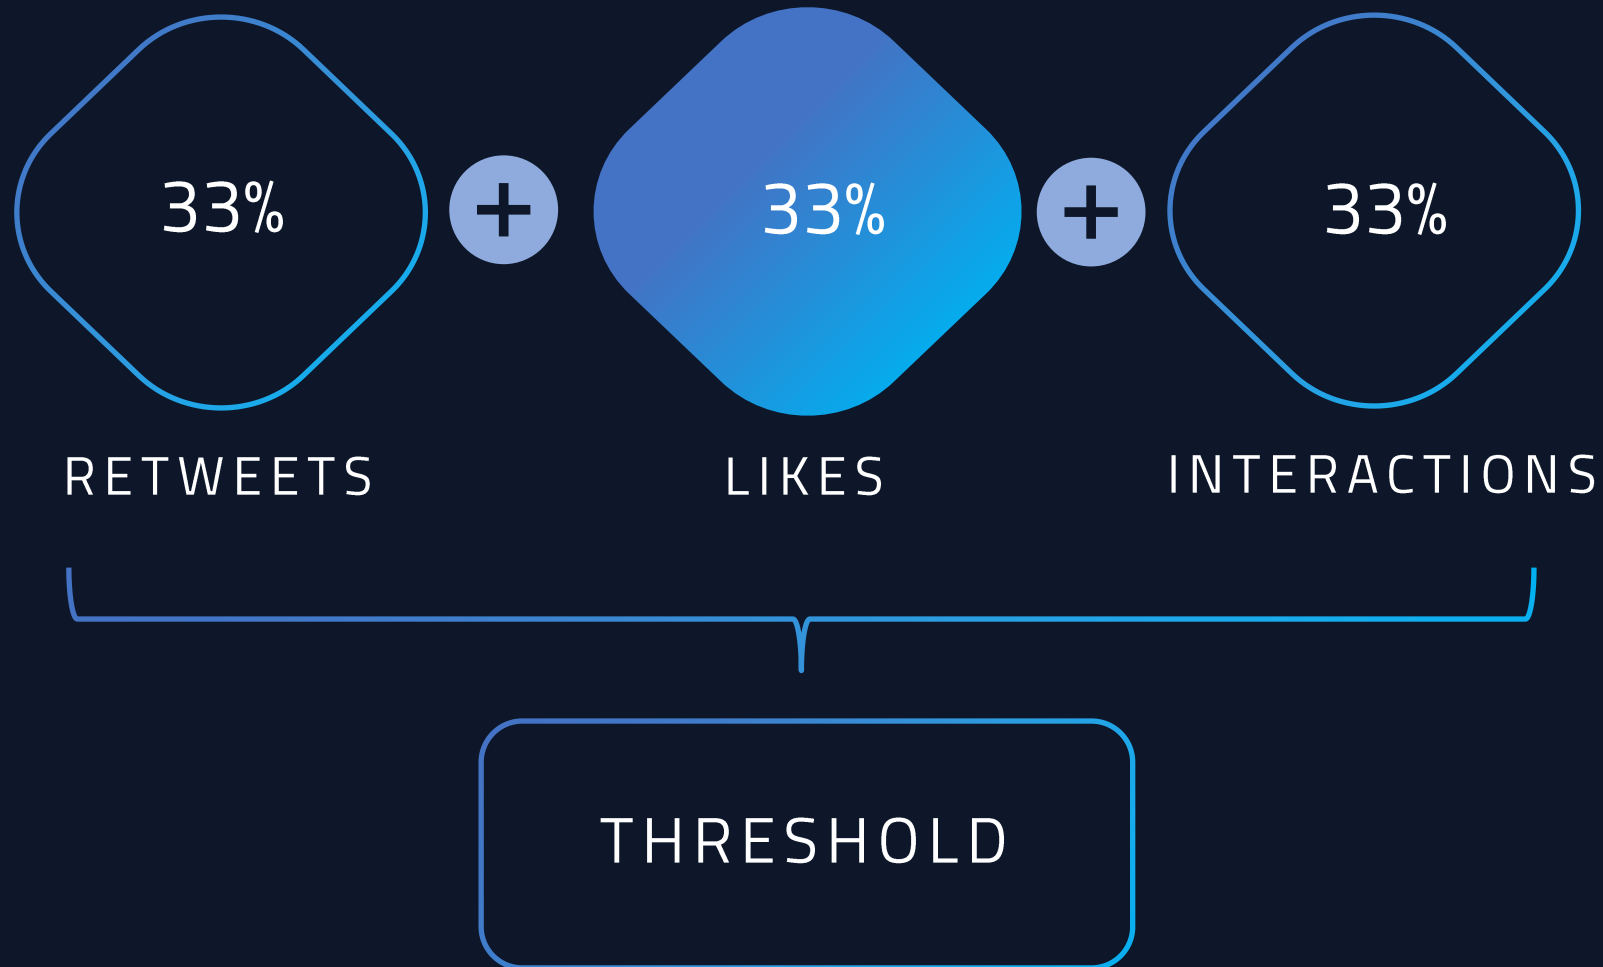 33% + 33% + 33%
RETWEETS LIKES INTERACTIONS
THRESHOLD